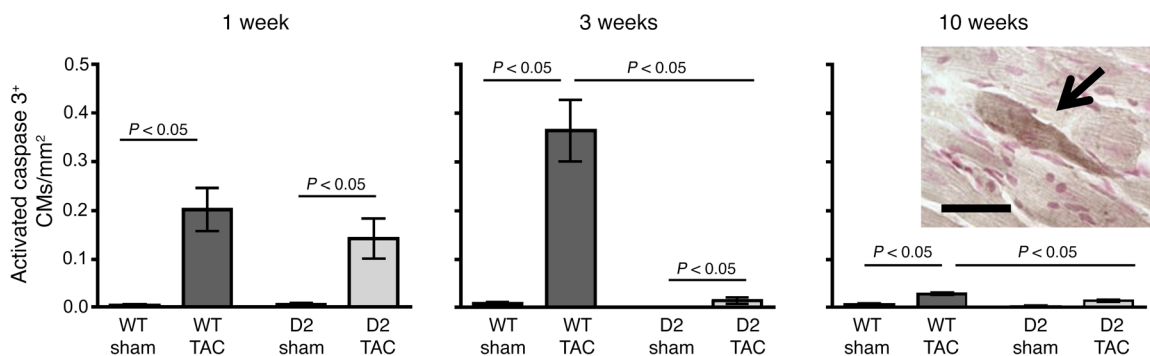 1 week
3 weeks
10 weeks
Activated caspase 3⁺
CMs/mm²
0.5
0.4
0.3
0.2
0.1
0.0
P < 0.05
P < 0.05
P < 0.05
P < 0.05
P < 0.05
P < 0.05
P < 0.05
WT
sham
WT
TAC
D2
sham
D2
TAC
WT
sham
WT
TAC
D2
sham
D2
TAC
WT
sham
WT
TAC
D2
sham
D2
TAC